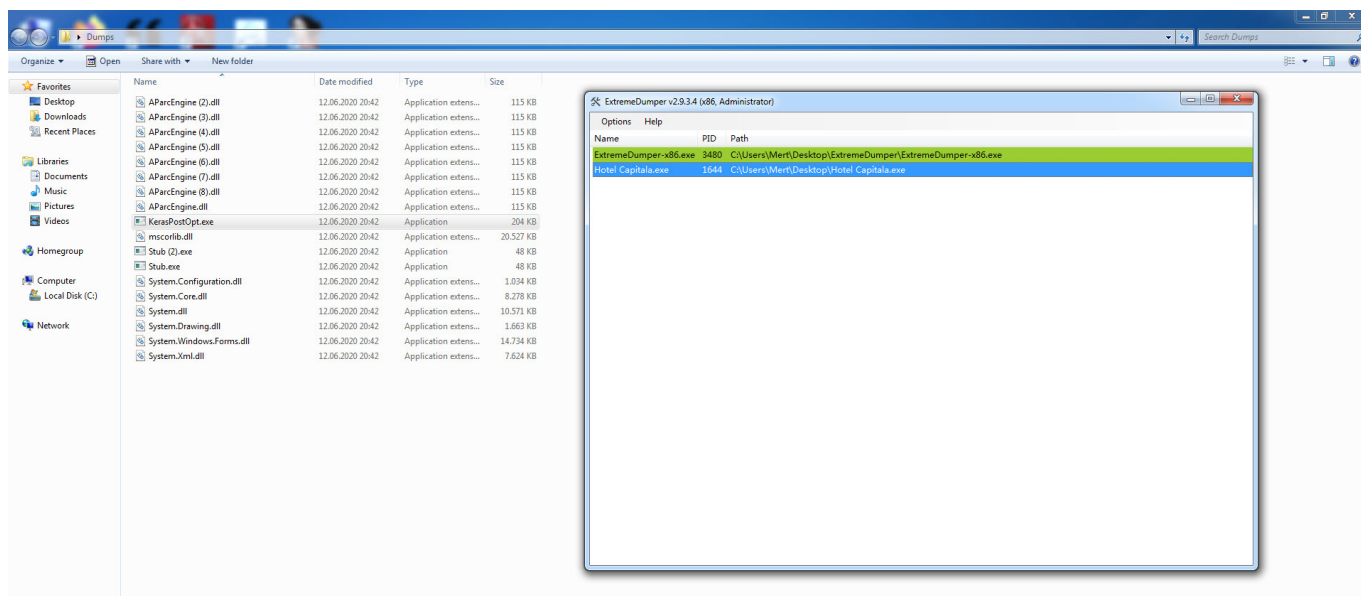 Dumps
Search Dumps
Organize
Open
Share with
New folder
Favorites
Desktop
Downloads
Recent Places
Libraries
Documents
Music
Pictures
Videos
Homegroup
Computer
Local Disk (C:)
Network
Name Date modified Type Size
AParcEngine (2).dll 12.06.2020 20:42 Application extens... 115 KB
AParcEngine (3).dll 12.06.2020 20:42 Application extens... 115 KB
AParcEngine (4).dll 12.06.2020 20:42 Application extens... 115 KB
AParcEngine (5).dll 12.06.2020 20:42 Application extens... 115 KB
AParcEngine (6).dll 12.06.2020 20:42 Application extens... 115 KB
AParcEngine (7).dll 12.06.2020 20:42 Application extens... 115 KB
AParcEngine (8).dll 12.06.2020 20:42 Application extens... 115 KB
AParcEngine.dll 12.06.2020 20:42 Application extens... 115 KB
KerasPostOpt.exe 12.06.2020 20:42 Application 204 KB
mscorlib.dll 12.06.2020 20:42 Application extens... 20.527 KB
Stub (2).exe 12.06.2020 20:42 Application 48 KB
Stub.exe 12.06.2020 20:42 Application 48 KB
System.Configuration.dll 12.06.2020 20:42 Application extens... 1.034 KB
System.Core.dll 12.06.2020 20:42 Application extens... 8.278 KB
System.dll 12.06.2020 20:42 Application extens... 10.571 KB
System.Drawing.dll 12.06.2020 20:42 Application extens... 1.663 KB
System.Windows.Forms.dll 12.06.2020 20:42 Application extens... 14.734 KB
System.Xml.dll 12.06.2020 20:42 Application extens... 7.624 KB
ExtremeDumper v2.9.3.4 (x86, Administrator)
Options Help
Name PID Path
ExtremeDumper-x86.exe 3480 C:\Users\Mert\Desktop\ExtremeDumper\ExtremeDumper-x86.exe
Hotel Capitala.exe 1644 C:\Users\Mert\Desktop\Hotel Capitala.exe